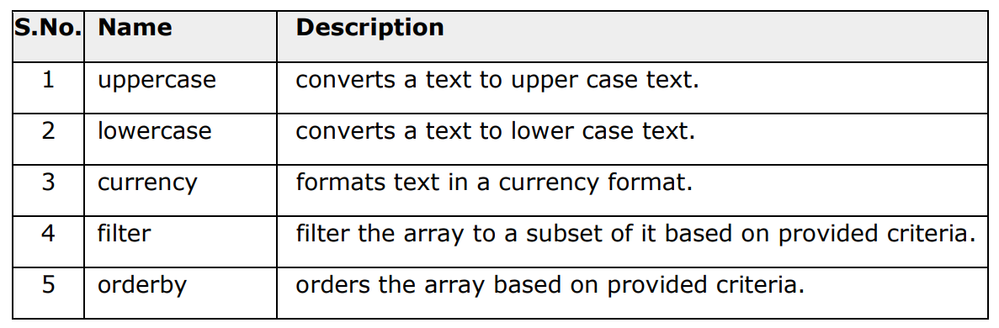 S.No. Name Description
1 uppercase converts a text to upper case text.
2 lowercase converts a text to lower case text.
3 currency formats text in a currency format.
4 filter filter the array to a subset of it based on provided criteria.
5 orderby orders the array based on provided criteria.